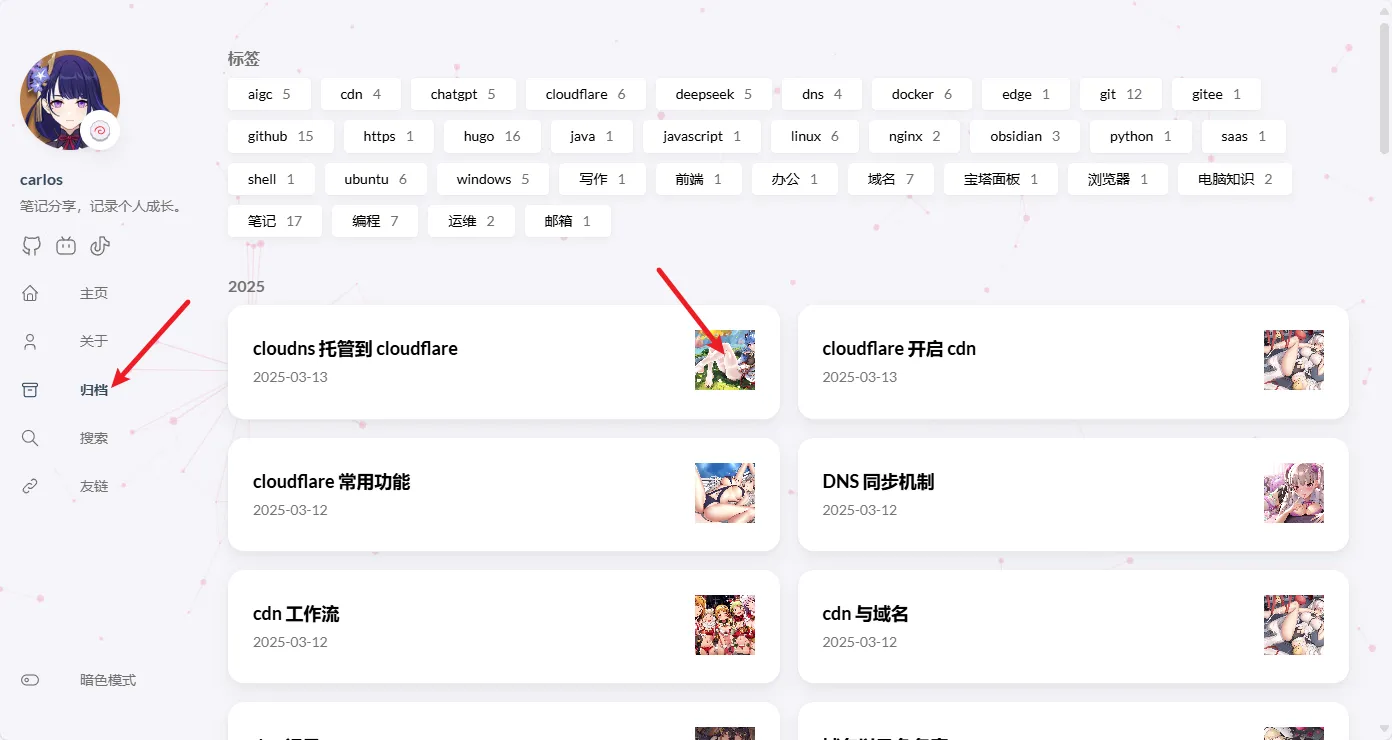 carlos
笔记分享，记录个人成长。
主页
关于
归档
搜索
友链
暗色模式
标签
aigc 5 cdn 4 chatgpt 5 cloudflare 6 deepseek 5 dns 4 docker 6 edge 1 git 12 gitee 1
github 15 https 1 hugo 16 java 1 javascript 1 linux 6 nginx 2 obsidian 3 python 1 saas 1
shell 1 ubuntu 6 windows 5 写作 1 前端 1 办公 1 域名 7 宝塔面板 1 浏览器 1 电脑知识 2
笔记 17 编程 7 运维 2 邮箱 1
2025
cloudns 托管到 cloudflare
2025-03-13
cloudflare 开启 cdn
2025-03-13
cloudflare 常用功能
2025-03-12
DNS 同步机制
2025-03-12
cdn 工作流
2025-03-12
cdn 与域名
2025-03-12